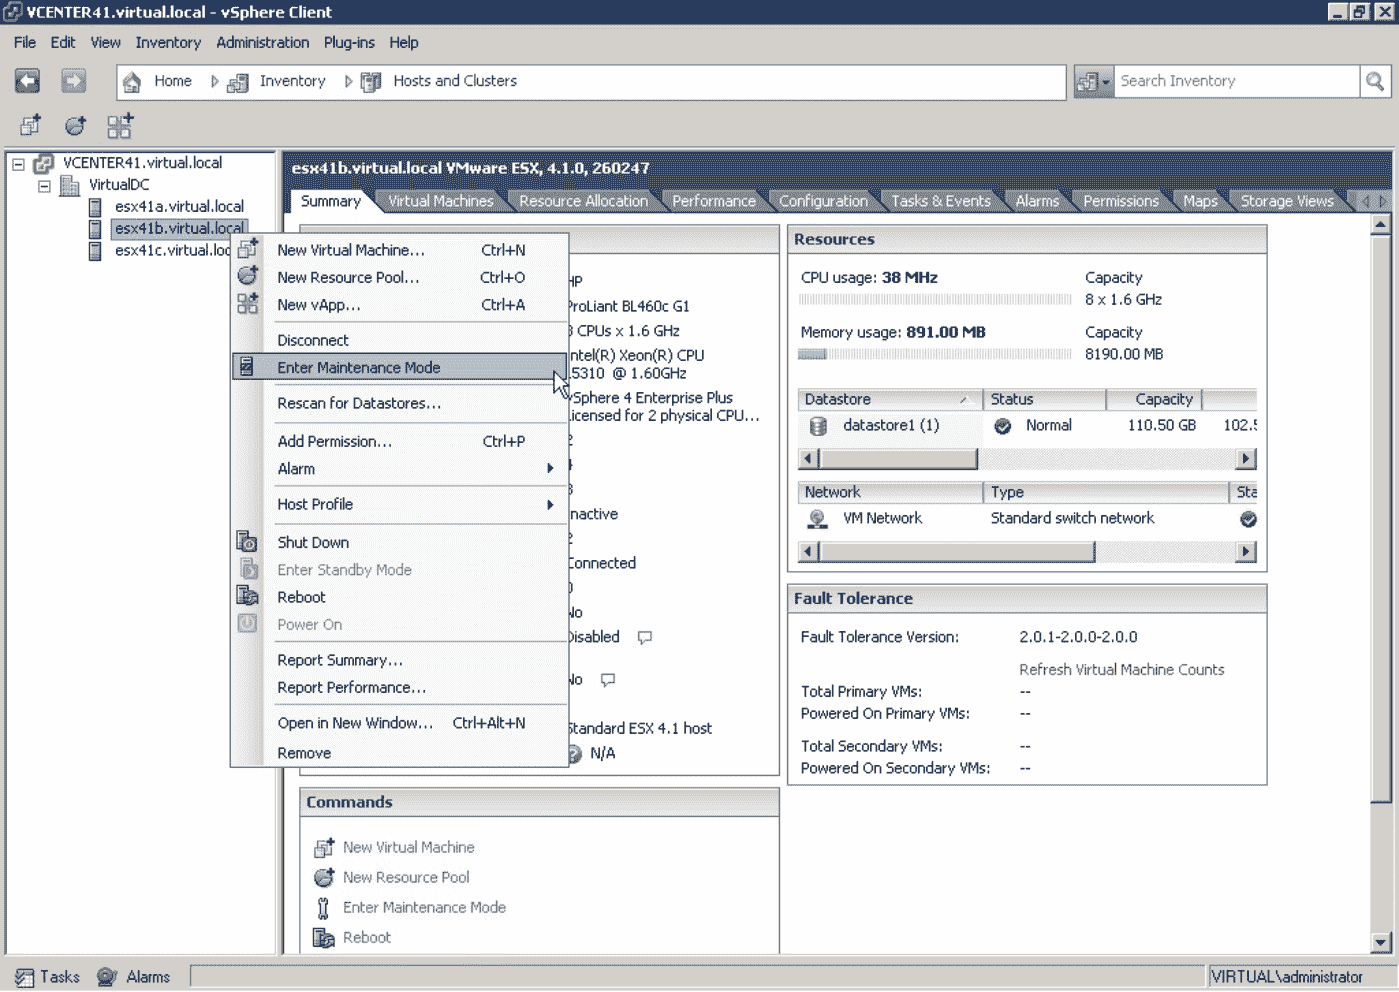 VCENTER41.virtual.local - vSphere Client
File Edit View Inventory Administration Plug-ins Help
Home Inventory Hosts and Clusters
Search Inventory
VCENTER41.virtual.local
VirtualDC
esx41a.virtual.local
esx41b.virtual.local
esx41c.virtual.loc
esx41b.virtual.local VMware ESX, 4.1.0, 260247
Summary Virtual Machines Resource Allocation Performance Configuration Tasks & Events Alarms Permissions Maps Storage Views
New Virtual Machine... Ctrl+N
New Resource Pool... Ctrl+O
New vApp... Ctrl+A
Disconnect
Enter Maintenance Mode
Rescan for Datastores...
Add Permission... Ctrl+P
Alarm
Host Profile
Shut Down
Enter Standby Mode
Reboot
Power On
Report Summary...
Report Performance...
Open in New Window... Ctrl+Alt+N
Remove
HP
ProLiant BL460c G1
8 CPUs x 1.6 GHz
Intel(R) Xeon(R) CPU
@ 1.60GHz
vSphere 4 Enterprise Plus
Licensed for 2 physical CPU...
Inactive
Connected
No
Disabled
No
Standard ESX 4.1 host
N/A
Resources
CPU usage: 38 MHz Capacity
8 x 1.6 GHz
Memory usage: 891.00 MB Capacity
8190.00 MB
Datastore Status Capacity
datastore1 (1) Normal 110.50 GB 102.5
Network Type Sta
VM Network Standard switch network
Fault Tolerance
Fault Tolerance Version: 2.0.1-2.0.0-2.0.0
Refresh Virtual Machine Counts
Total Primary VMs: --
Powered On Primary VMs: --
Total Secondary VMs: --
Powered On Secondary VMs: --
Commands
New Virtual Machine
New Resource Pool
Enter Maintenance Mode
Reboot
Tasks Alarms
VIRTUAL\administrator